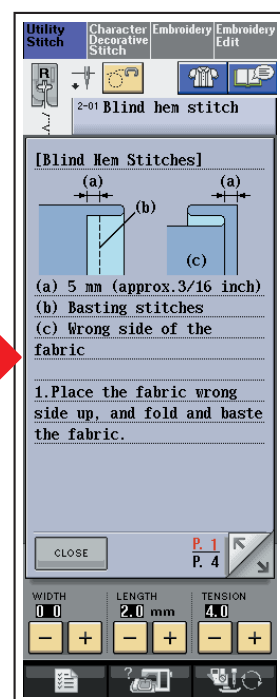 Utility Stitch
Character Decorative Stitch
Embroidery
Embroidery Edit
R
2-01 Blind hem stitch
[Blind Hem Stitches]
(a) (a)
(b)
(c)
(a) 5 mm (approx.3/16 inch)
(b) Basting stitches
(c) Wrong side of the
fabric
1.Place the fabric wrong
side up, and fold and baste
the fabric.
CLOSE
P. 1
P. 4
WIDTH LENGTH TENSION
0.0 2.0 mm 4.0
− + − + − +
?